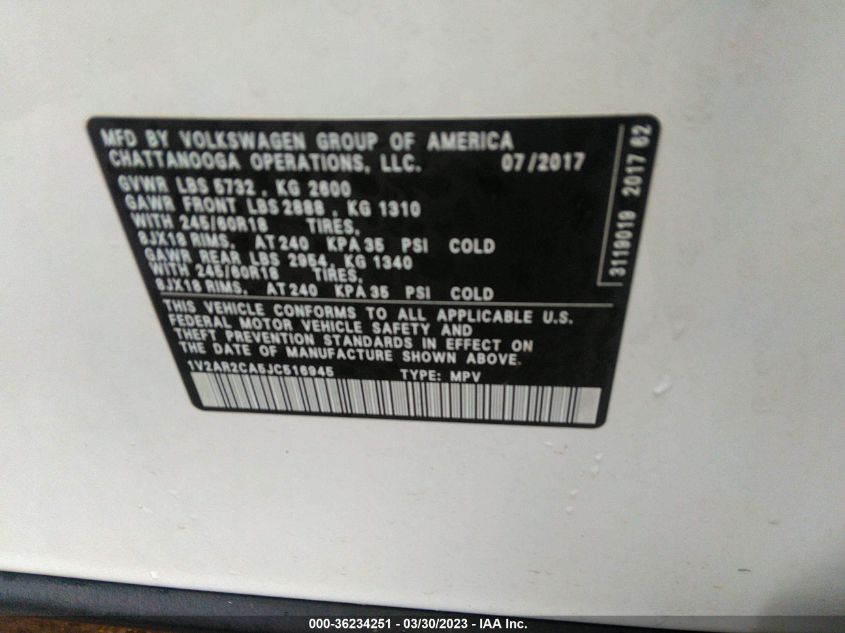 MFD BY VOLKSWAGEN GROUP OF AMERICA
CHATTANOOGA OPERATIONS, LLC. 07/2017
GVWR LBS 5732 , KG 2600
GAWR FRONT LBS 2888 , KG 1310
WITH 245/60R18 TIRES,
8JX18 RIMS, AT 240 KPA 35 PSI COLD
GAWR REAR LBS 2954, KG 1340
WITH 245/60R18 TIRES,
8JX18 RIMS, AT 240 KPA 35 PSI COLD
THIS VEHICLE CONFORMS TO ALL APPLICABLE U.S.
FEDERAL MOTOR VEHICLE SAFETY AND
THEFT PREVENTION STANDARDS IN EFFECT ON
THE DATE OF MANUFACTURE SHOWN ABOVE.
1V2AR2CA5JC516945 TYPE: MPV
3119019 2017 62
000-36234251 - 03/30/2023 - IAA Inc.